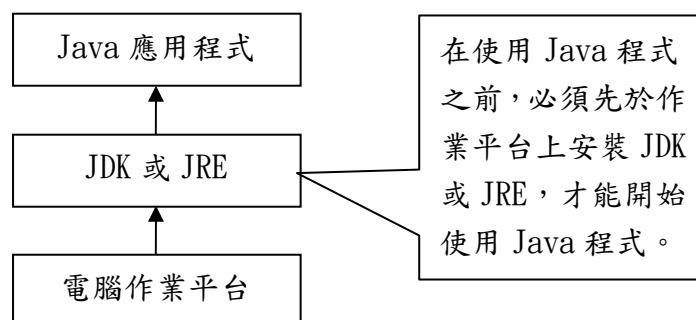 Java 應用程式
JDK 或 JRE
電腦作業平台
在使用 Java 程式
之前，必須先於作
業平台上安裝 JDK
或 JRE，才能開始
使用 Java 程式。